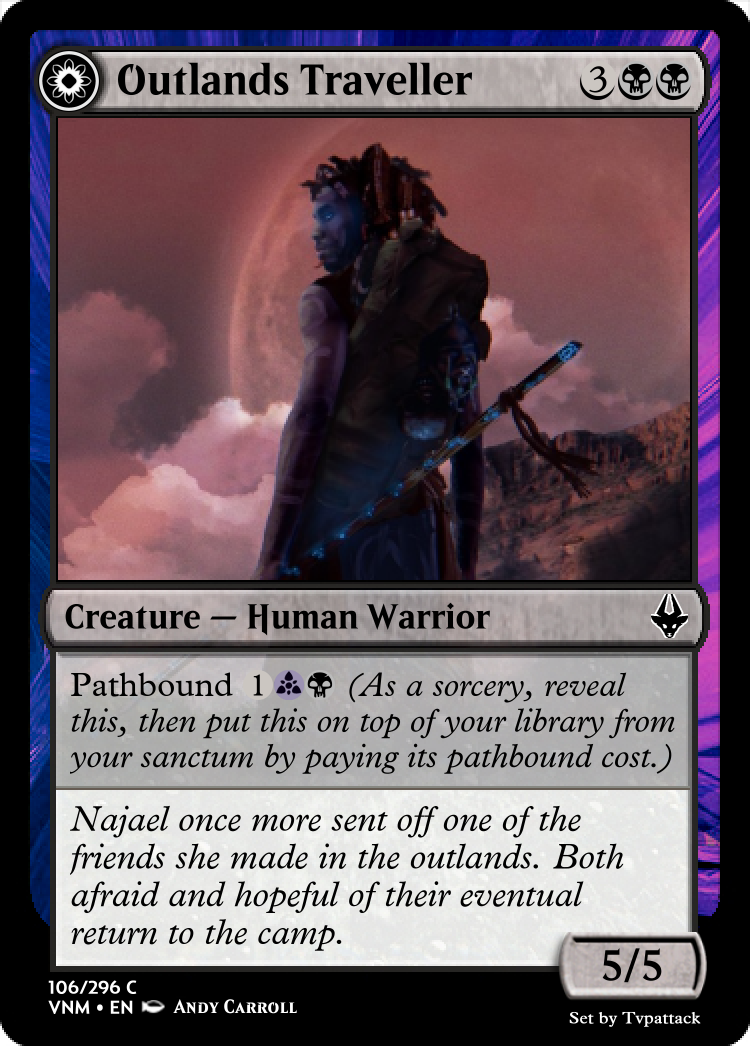 Outlands Traveller 3
Creature — Human Warrior
Pathbound 1 (As a sorcery, reveal
this, then put this on top of your library from
your sanctum by paying its pathbound cost.)
Najael once more sent off one of the
friends she made in the outlands. Both
afraid and hopeful of their eventual
return to the camp.
5/5
106/296 C
VNM • EN Andy Carroll
Set by Tvpattack